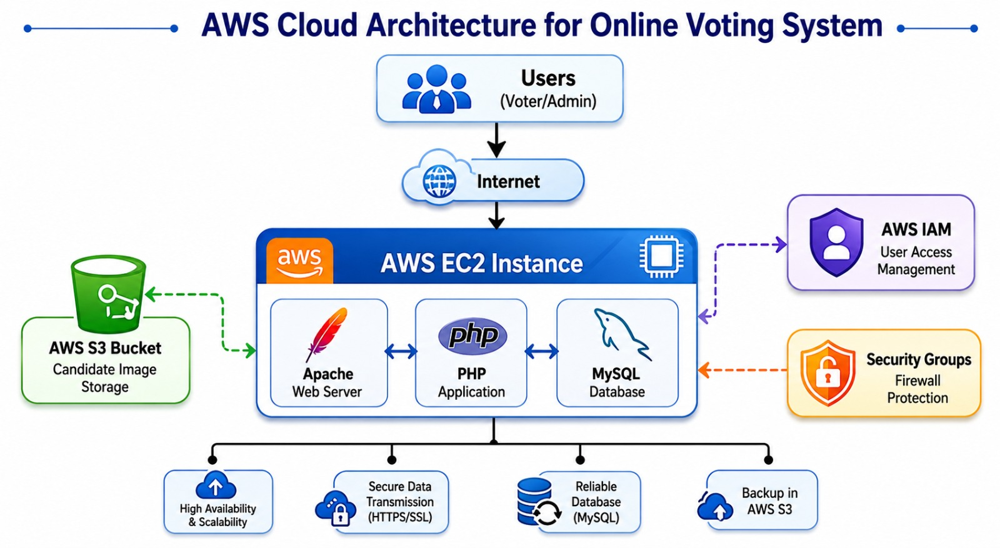 AWS Cloud Architecture for Online Voting System
Users
(Voter/Admin)
Internet
aws
AWS EC2 Instance
AWS IAM
User Access
Management
AWS S3 Bucket
Candidate Image
Storage
Apache
Web Server
php
PHP
Application
MySQL
Database
Security Groups
Firewall
Protection
High Availability
& Scalability
Secure Data
Transmission
(HTTPS/SSL)
Reliable
Database
(MySQL)
Backup in
AWS S3